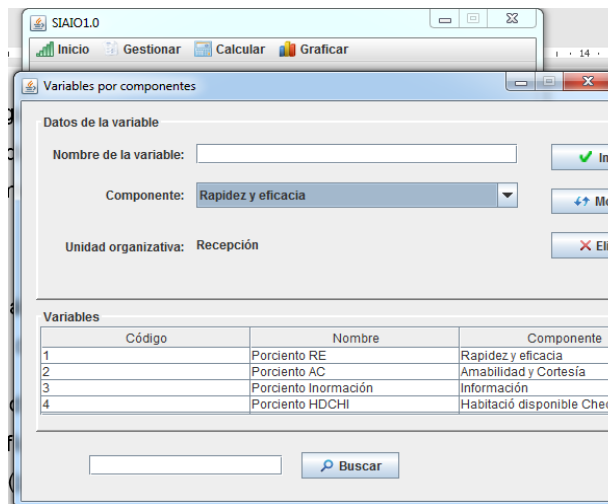 SIAIO1.0
Inicio Gestionar Calcular Graficar
14
Variables por componentes
Datos de la variable
Nombre de la variable:
Componente: Rapidez y eficacia
Unidad organizativa: Recepción
Variables
Código Nombre Componente
1 Porciento RE Rapidez y eficacia
2 Porciento AC Amabilidad y Cortesía
3 Porciento Inormación Información
4 Porciento HDCHI Habitació disponible Chec
Buscar